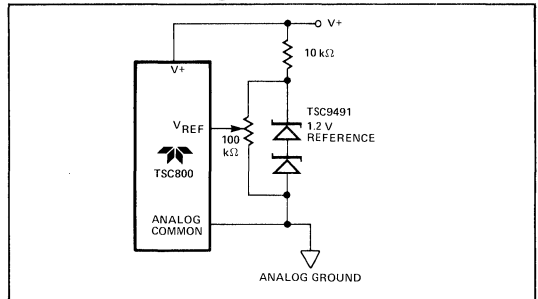 V+
10 kΩ
V+
TSC9491
1.2 V
REFERENCE
VREF
100
kΩ
TSC800
ANALOG
COMMON
ANALOG GROUND